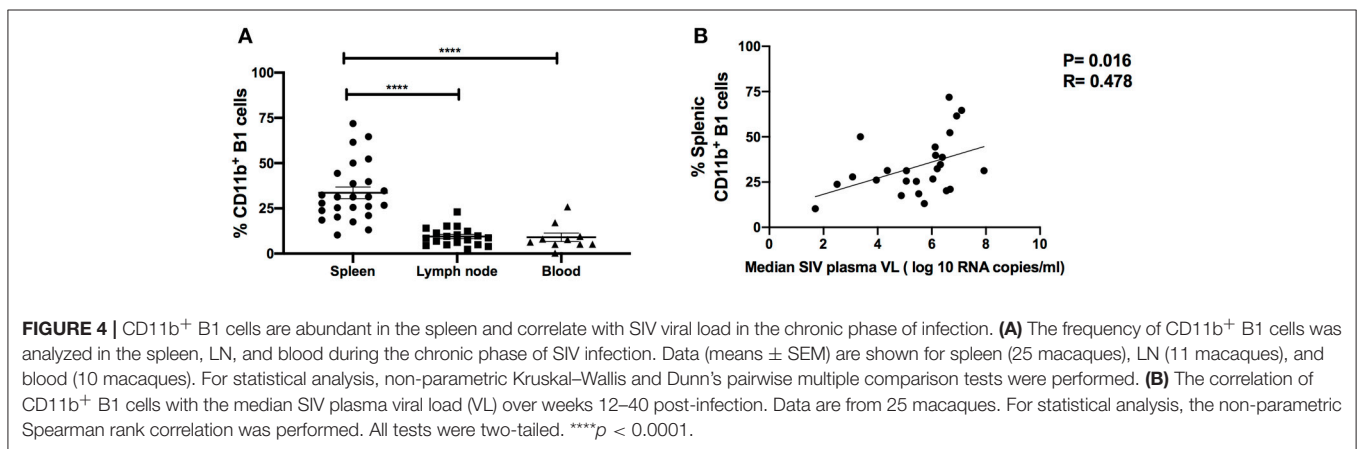 A
****
****
% CD11b+ B1 cells
100
75
50
25
0
Spleen
Lymph node
Blood
B
P= 0.016
R= 0.478
% Splenic
CD11b+ B1 cells
100
75
50
25
0
0
2
4
6
8
10
Median SIV plasma VL ( log 10 RNA copies/ml)
FIGURE 4 | CD11b+ B1 cells are abundant in the spleen and correlate with SIV viral load in the chronic phase of infection. (A) The frequency of CD11b+ B1 cells was
analyzed in the spleen, LN, and blood during the chronic phase of SIV infection. Data (means ± SEM) are shown for spleen (25 macaques), LN (11 macaques), and
blood (10 macaques). For statistical analysis, non-parametric Kruskal–Wallis and Dunn's pairwise multiple comparison tests were performed. (B) The correlation of
CD11b+ B1 cells with the median SIV plasma viral load (VL) over weeks 12–40 post-infection. Data are from 25 macaques. For statistical analysis, the non-parametric
Spearman rank correlation was performed. All tests were two-tailed. ****p < 0.0001.